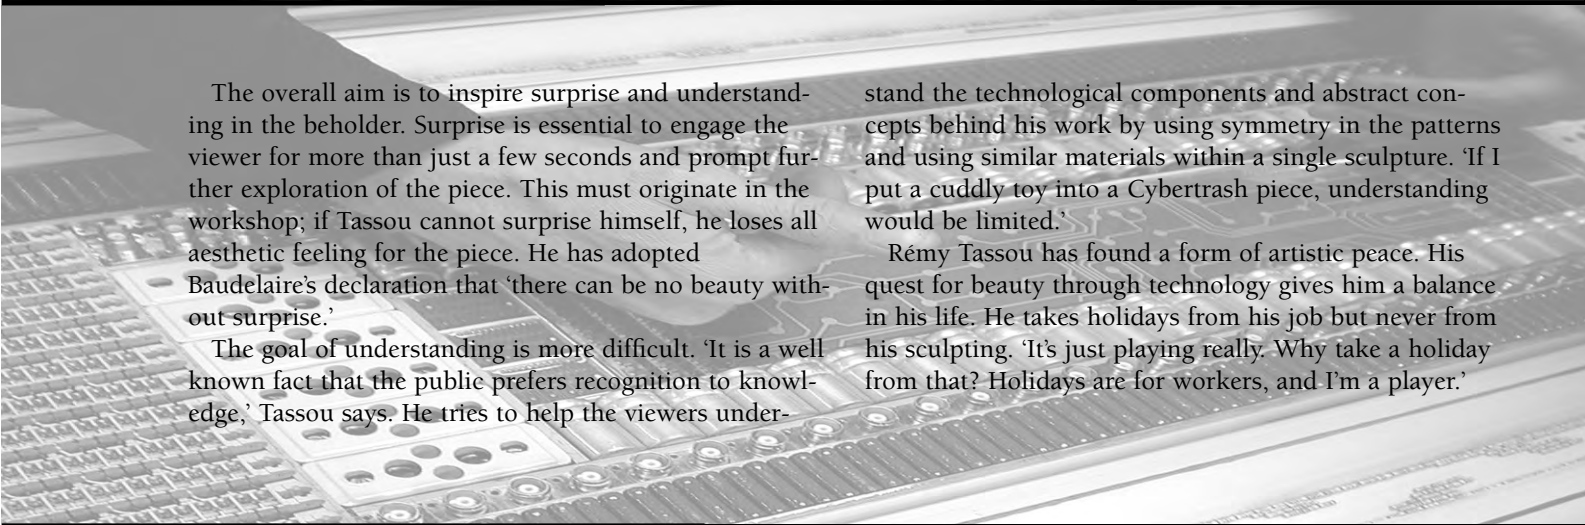 The overall aim is to inspire surprise and understand-
ing in the beholder. Surprise is essential to engage the
viewer for more than just a few seconds and prompt fur-
ther exploration of the piece. This must originate in the
workshop; if Tassou cannot surprise himself, he loses all
aesthetic feeling for the piece. He has adopted
Baudelaire’s declaration that ‘there can be no beauty with-
out surprise.’
The goal of understanding is more difficult. ‘It is a well
known fact that the public prefers recognition to knowl-
edge,’ Tassou says. He tries to help the viewers under-
stand the technological components and abstract con-
cepts behind his work by using symmetry in the patterns
and using similar materials within a single sculpture. ‘If I
put a cuddly toy into a Cybertrash piece, understanding
would be limited.’
Rémy Tassou has found a form of artistic peace. His
quest for beauty through technology gives him a balance
in his life. He takes holidays from his job but never from
his sculpting. ‘It’s just playing really. Why take a holiday
from that? Holidays are for workers, and I’m a player.’